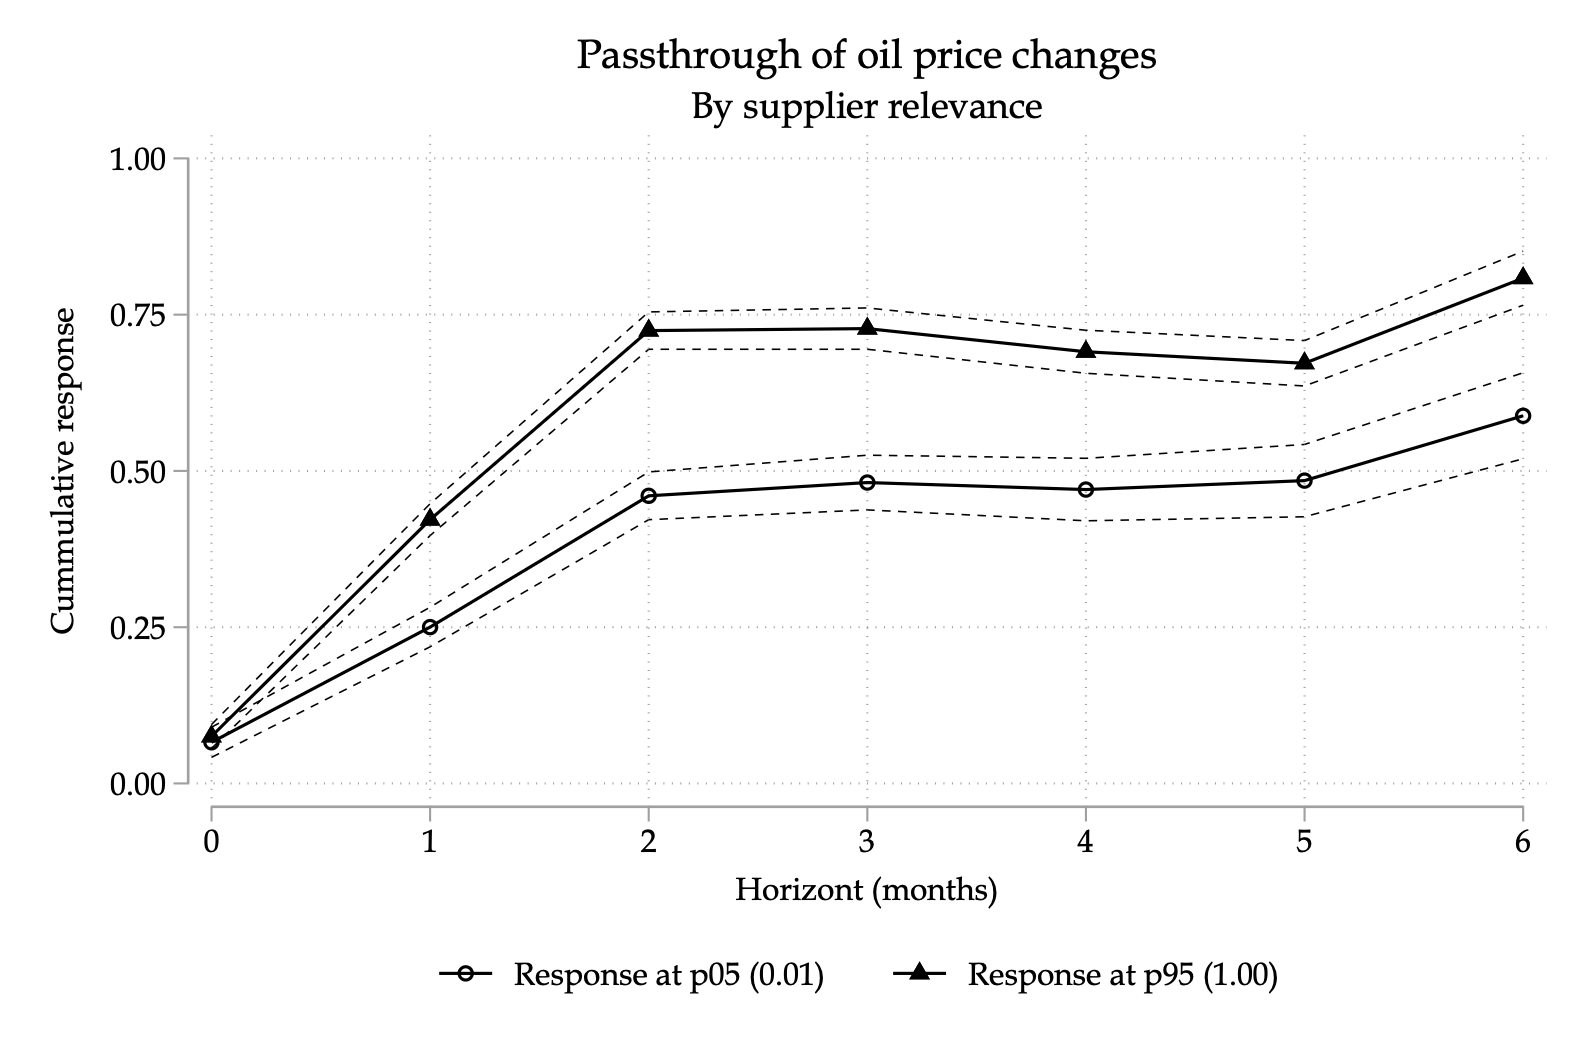 Passthrough of oil price changes
By supplier relevance
1.00
0.75
0.50
0.25
0.00
Cummulative response
0 1 2 3 4 5 6
Horizont (months)
Response at p05 (0.01) Response at p95 (1.00)